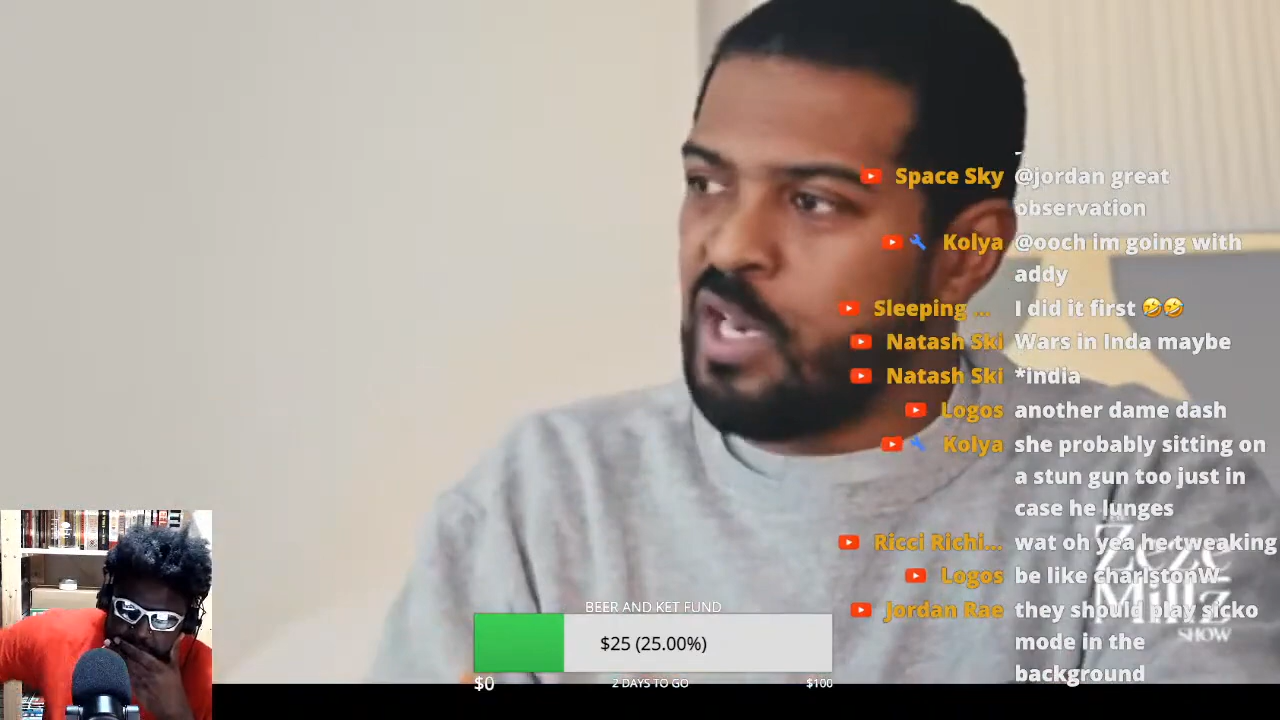 Space Sky @jordan great
observation
Kolya @ooch im going with
addy
Sleeping ... I did it first 🤣🤣
Natash Ski Wars in Inda maybe
Natash Ski *india
Logos another dame dash
Kolya she probably sitting on
a stun gun too just in
case he lunges
Ricci Richi... wat oh yea he tweaking
Logos be like charlstonW
Jordan Rae they should play sicko
mode in the
background
THE
Zeze
Millz
SHOW
BEER AND KET FUND
$25 (25.00%)
$0 2 DAYS TO GO $100